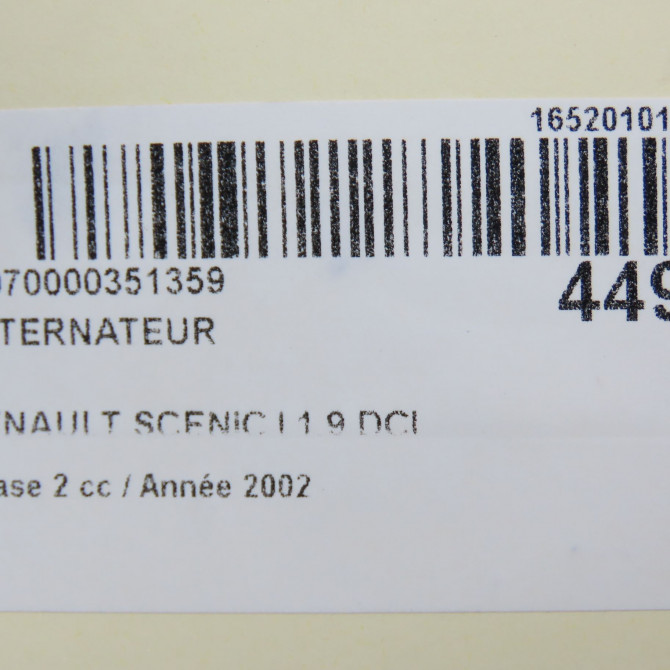 16520101
070000351359
449
TERNATEUR
NAULT SCENIC I 1.9 DCI
ase 2 cc / Année 2002